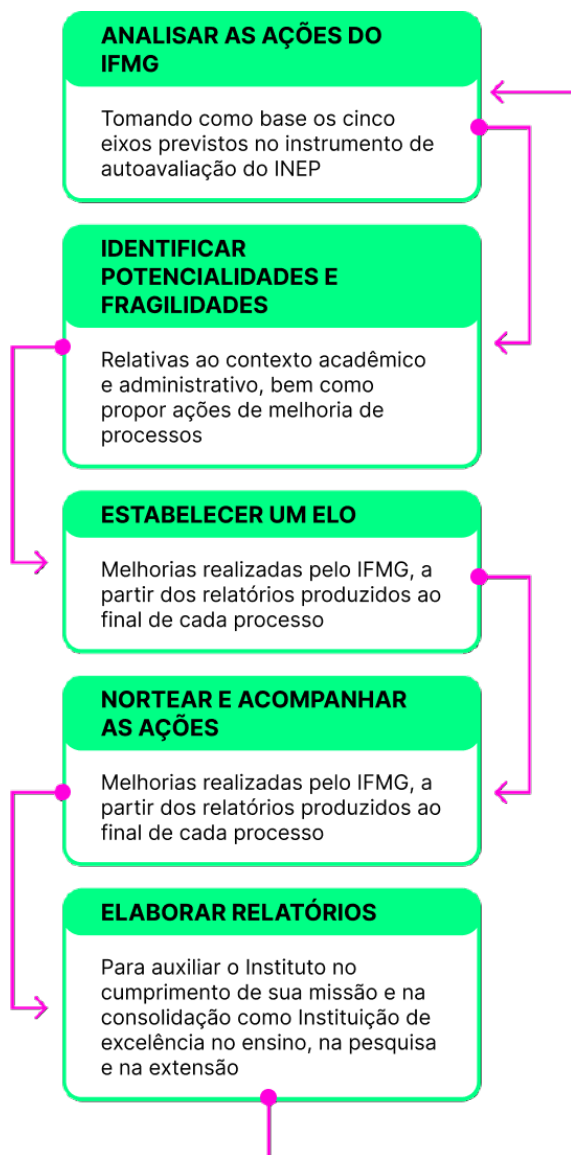 ANALISAR AS AÇÕES DO
IFMG
Tomando como base os cinco
eixos previstos no instrumento de
autoavaliação do INEP
IDENTIFICAR
POTENCIALIDADES E
FRAGILIDADES
Relativas ao contexto acadêmico
e administrativo, bem como
propor ações de melhoria de
processos
ESTABELECER UM ELO
Melhorias realizadas pelo IFMG, a
partir dos relatórios produzidos ao
final de cada processo
NORTEAR E ACOMPANHAR
AS AÇÕES
Melhorias realizadas pelo IFMG, a
partir dos relatórios produzidos ao
final de cada processo
ELABORAR RELATÓRIOS
Para auxiliar o Instituto no
cumprimento de sua missão e na
consolidação como Instituição de
excelência no ensino, na pesquisa
e na extensão